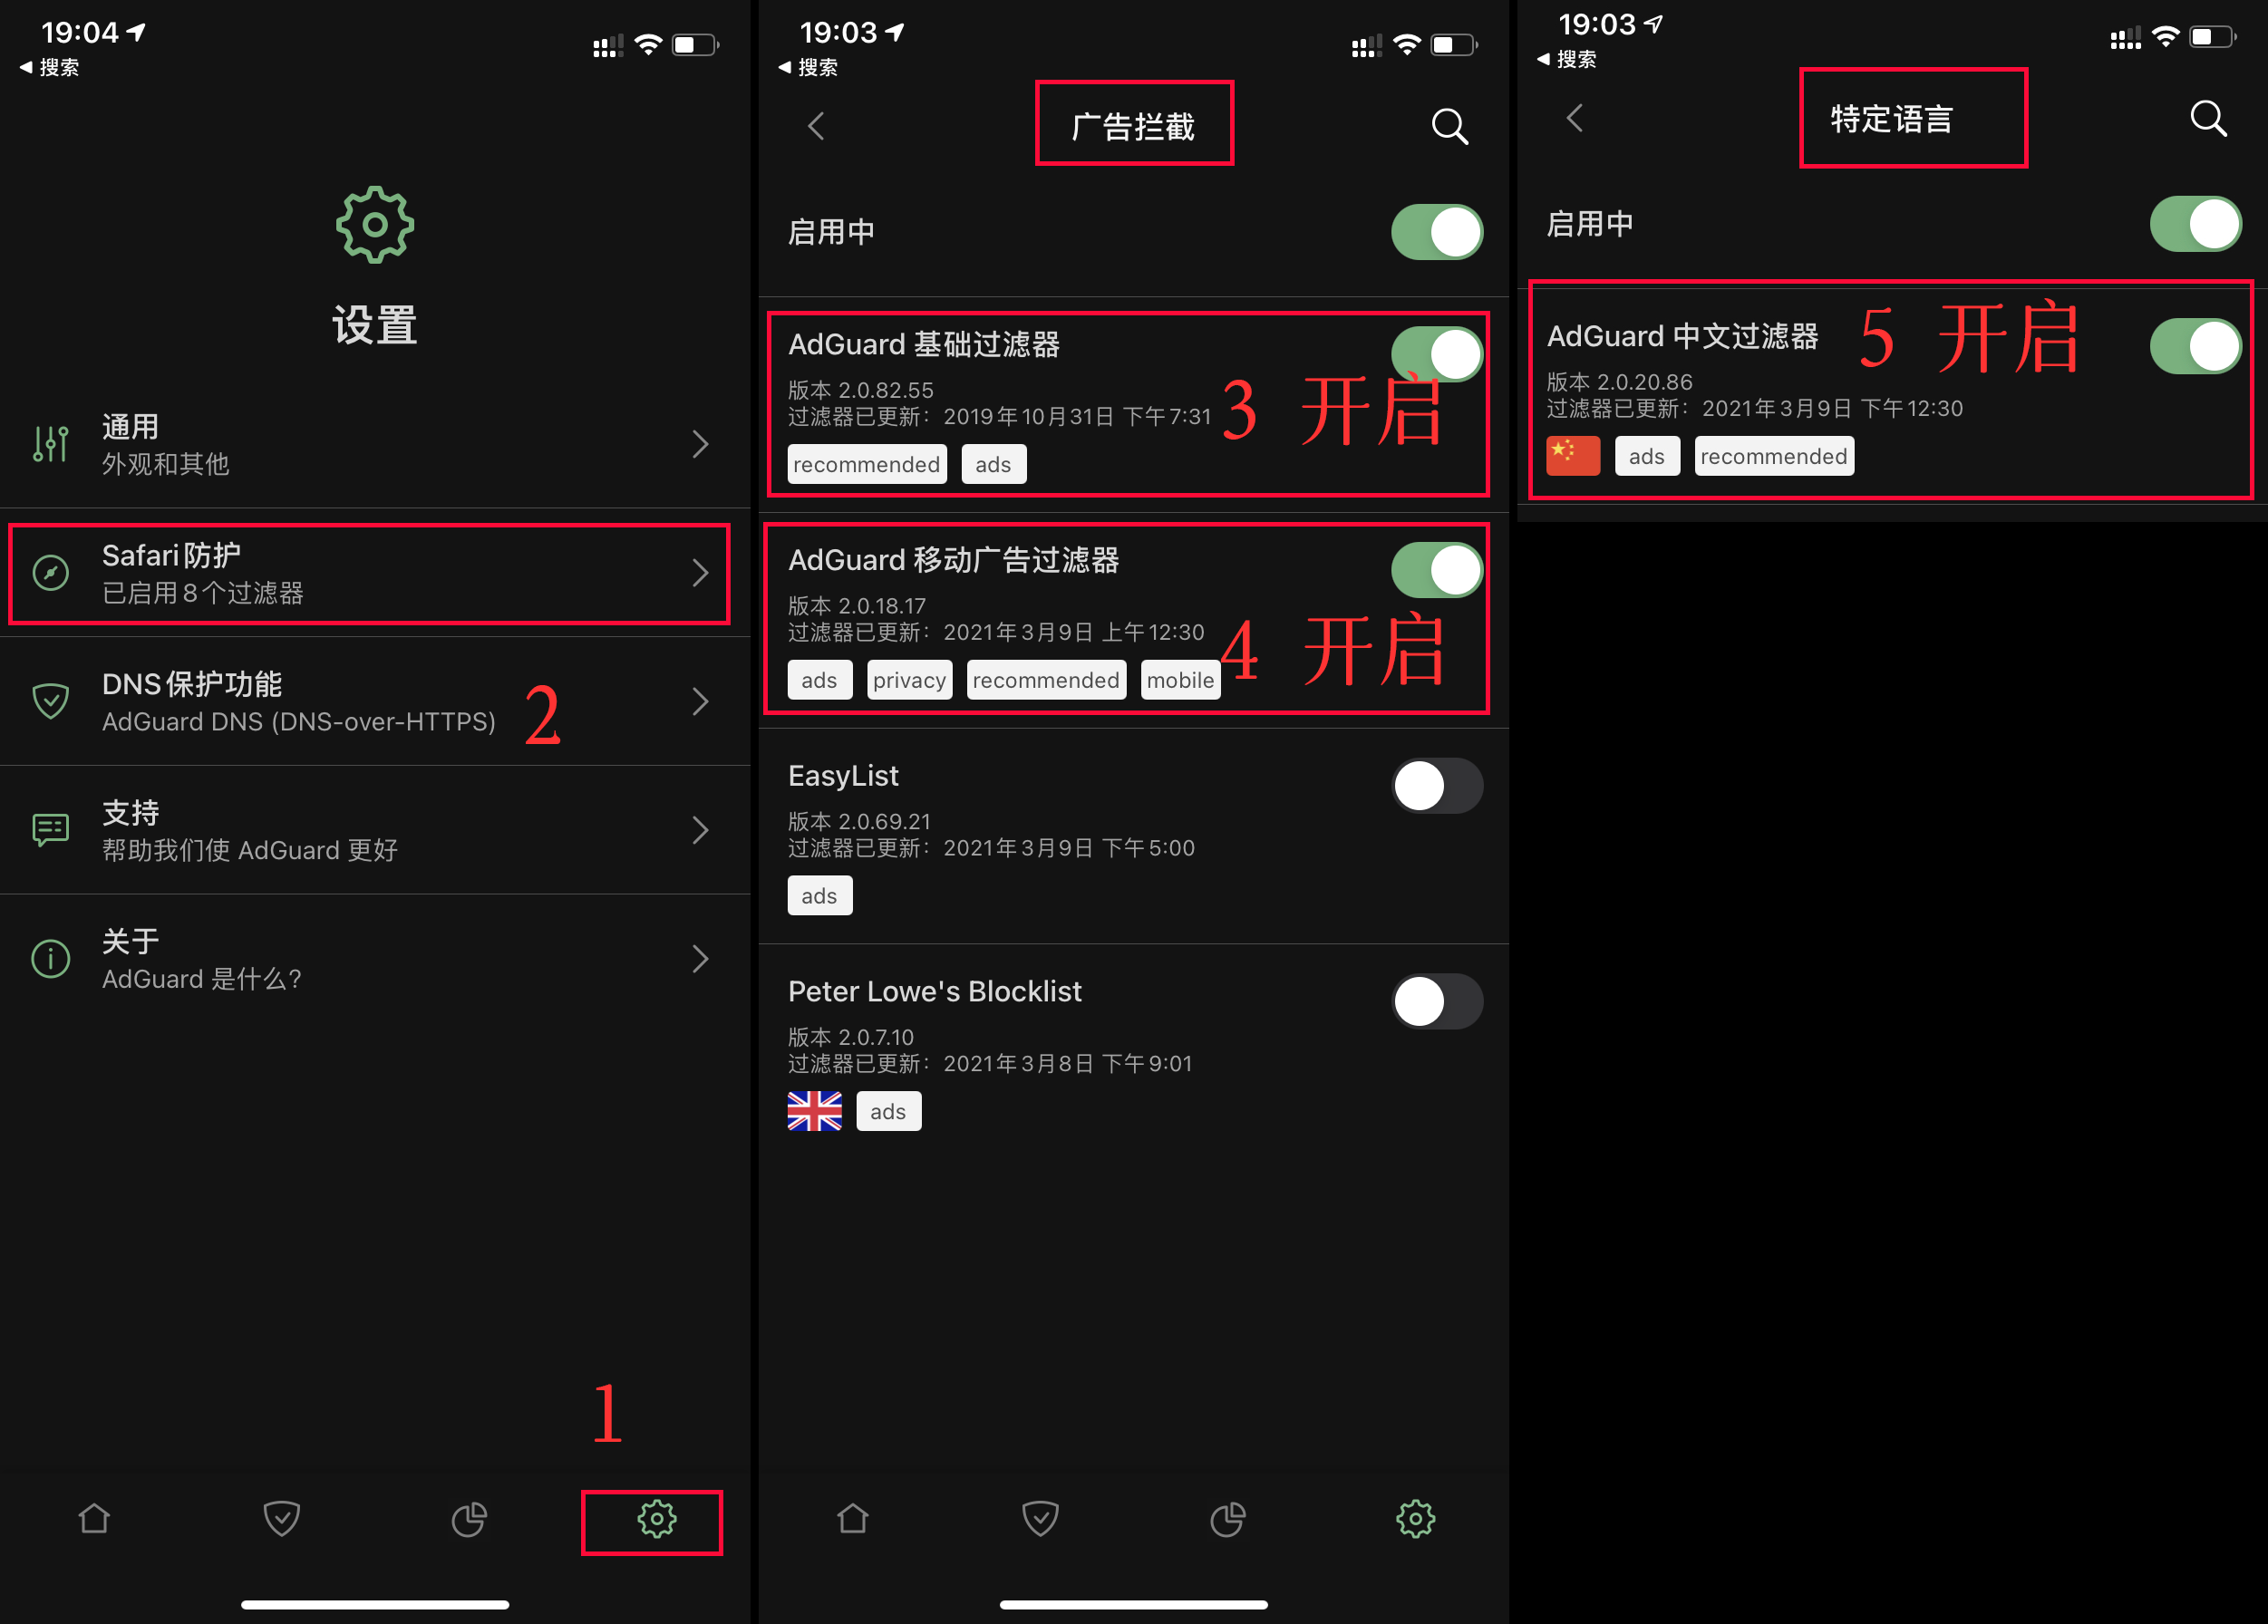 19:04
搜索
设置
通用
外观和其他
Safari防护
已启用8个过滤器
DNS保护功能
AdGuard DNS (DNS-over-HTTPS)
2
支持
帮助我们使 AdGuard 更好
关于
AdGuard 是什么?
1
19:03
搜索
广告拦截
启用中
AdGuard 基础过滤器
版本 2.0.82.55
过滤器已更新: 2019年10月31日 下午7:31
3 开启
recommended ads
AdGuard 移动广告过滤器
版本 2.0.18.17
过滤器已更新: 2021年3月9日 上午12:30
4 开启
ads privacy recommended mobile
EasyList
版本 2.0.69.21
过滤器已更新: 2021年3月9日 下午5:00
ads
Peter Lowe's Blocklist
版本 2.0.7.10
过滤器已更新: 2021年3月8日 下午9:01
ads
19:03
搜索
特定语言
启用中
AdGuard 中文过滤器
5 开启
版本 2.0.20.86
过滤器已更新: 2021年3月9日 下午12:30
ads recommended